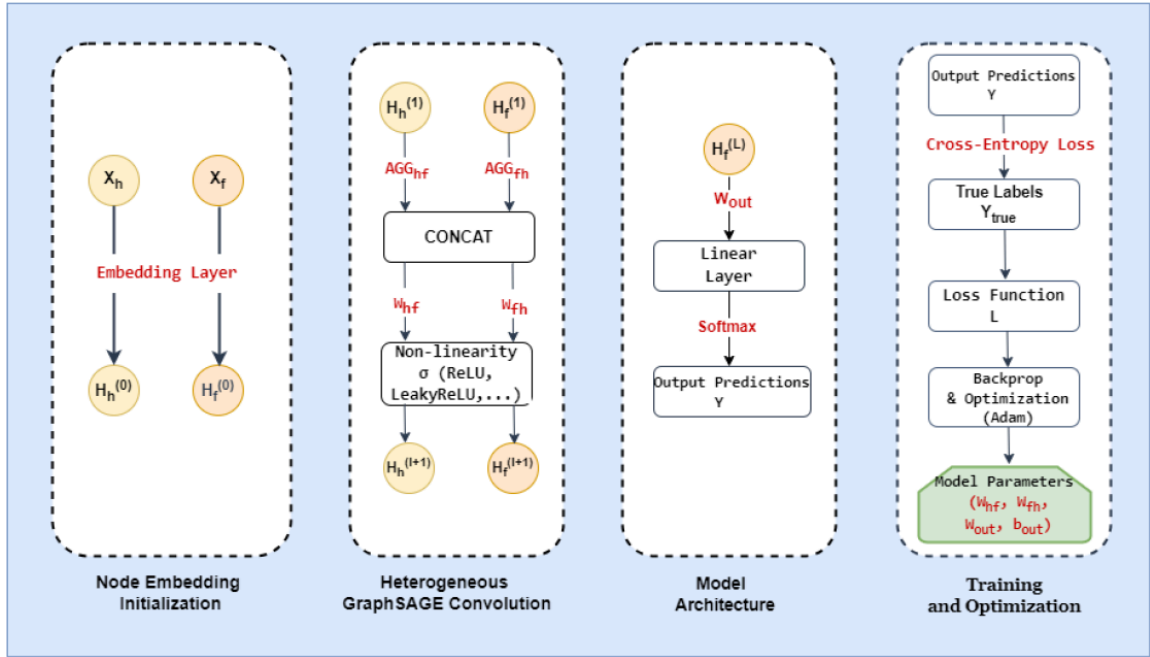 X_h X_f
Embedding Layer
H_h^(0) H_f^(0)
Node Embedding
Initialization
H_h^(1) H_f^(1)
AGG_hf AGG_fh
CONCAT
W_hf W_fh
Non-linearity
σ (ReLU,
LeakyReLU,...)
H_h^(l+1) H_f^(l+1)
Heterogeneous
GraphSAGE Convolution
H_f^(L)
W_out
Linear
Layer
Softmax
Output Predictions
Y
Model
Architecture
Output Predictions
Y
Cross-Entropy Loss
True Labels
Y_true
Loss Function
L
Backprop
& Optimization
(Adam)
Model Parameters
(W_hf, W_fh,
W_out, b_out)
Training
and Optimization